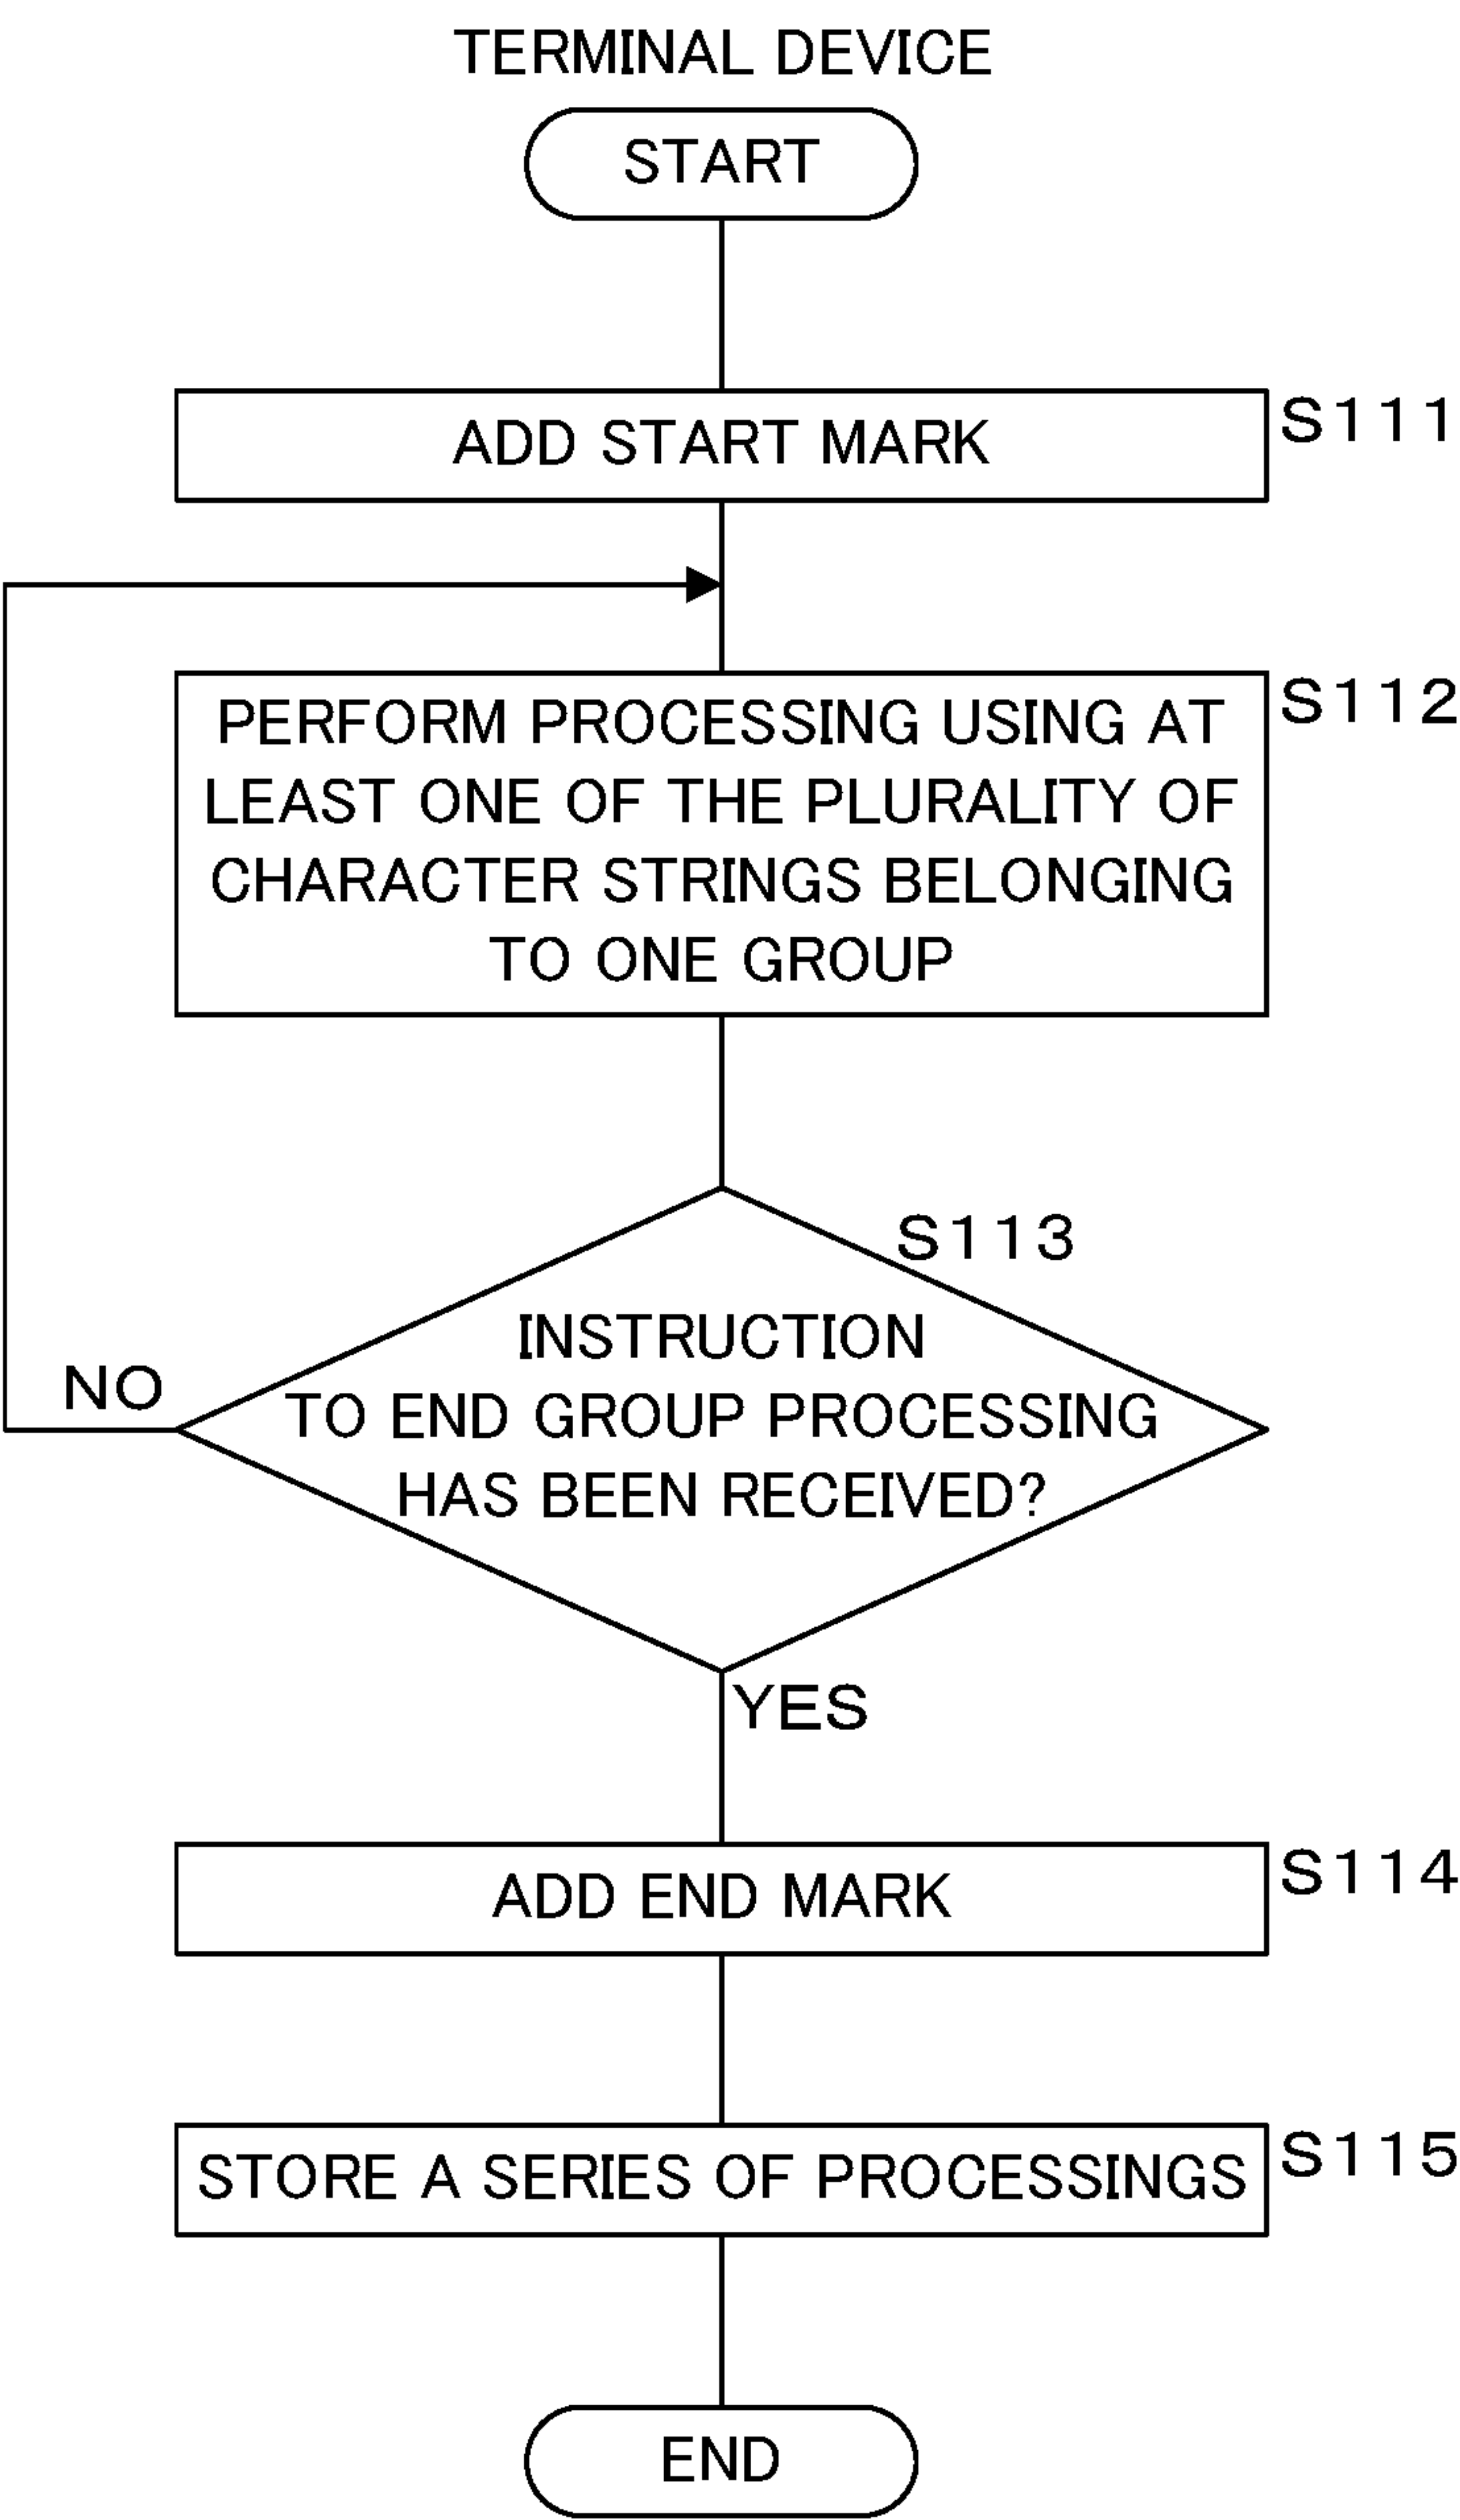 TERMINAL DEVICE
START
ADD START MARK
S111
PERFORM PROCESSING USING AT
LEAST ONE OF THE PLURALITY OF
CHARACTER STRINGS BELONGING
TO ONE GROUP
S112
S113
INSTRUCTION
TO END GROUP PROCESSING
HAS BEEN RECEIVED?
NO
YES
ADD END MARK
S114
STORE A SERIES OF PROCESSINGS
S115
END